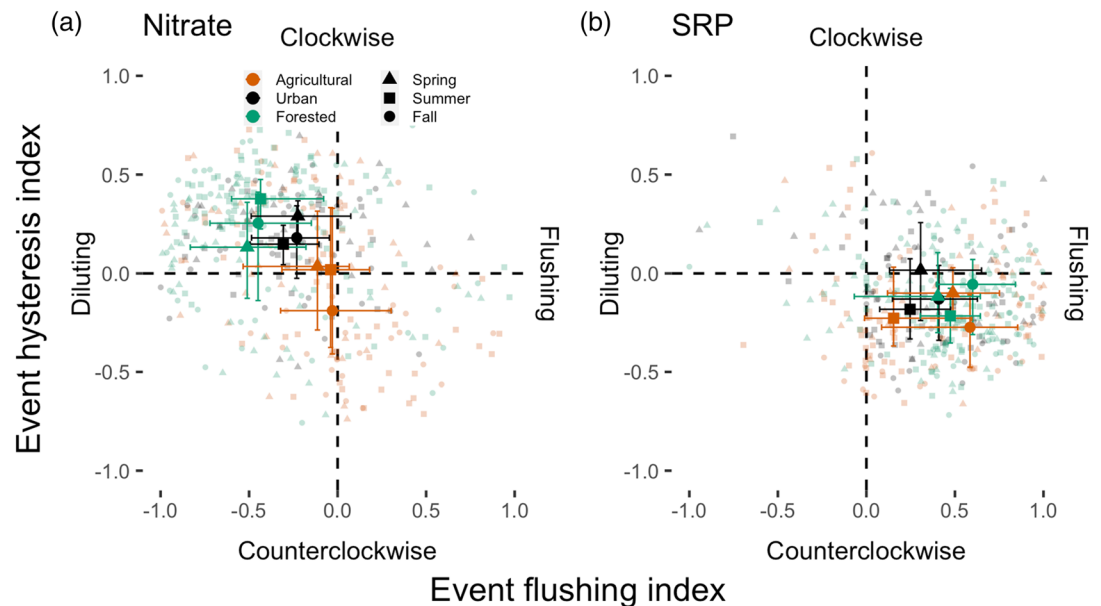 (a) Nitrate
Clockwise
Agricultural
Urban
Forested
Spring
Summer
Fall
1.0
0.5
0.0
-0.5
-1.0
Diluting
Flushing
-1.0 -0.5 0.0 0.5 1.0
Counterclockwise
Event hysteresis index
(b) SRP
Clockwise
1.0
0.5
0.0
-0.5
-1.0
Diluting
Flushing
-1.0 -0.5 0.0 0.5 1.0
Counterclockwise
Event flushing index